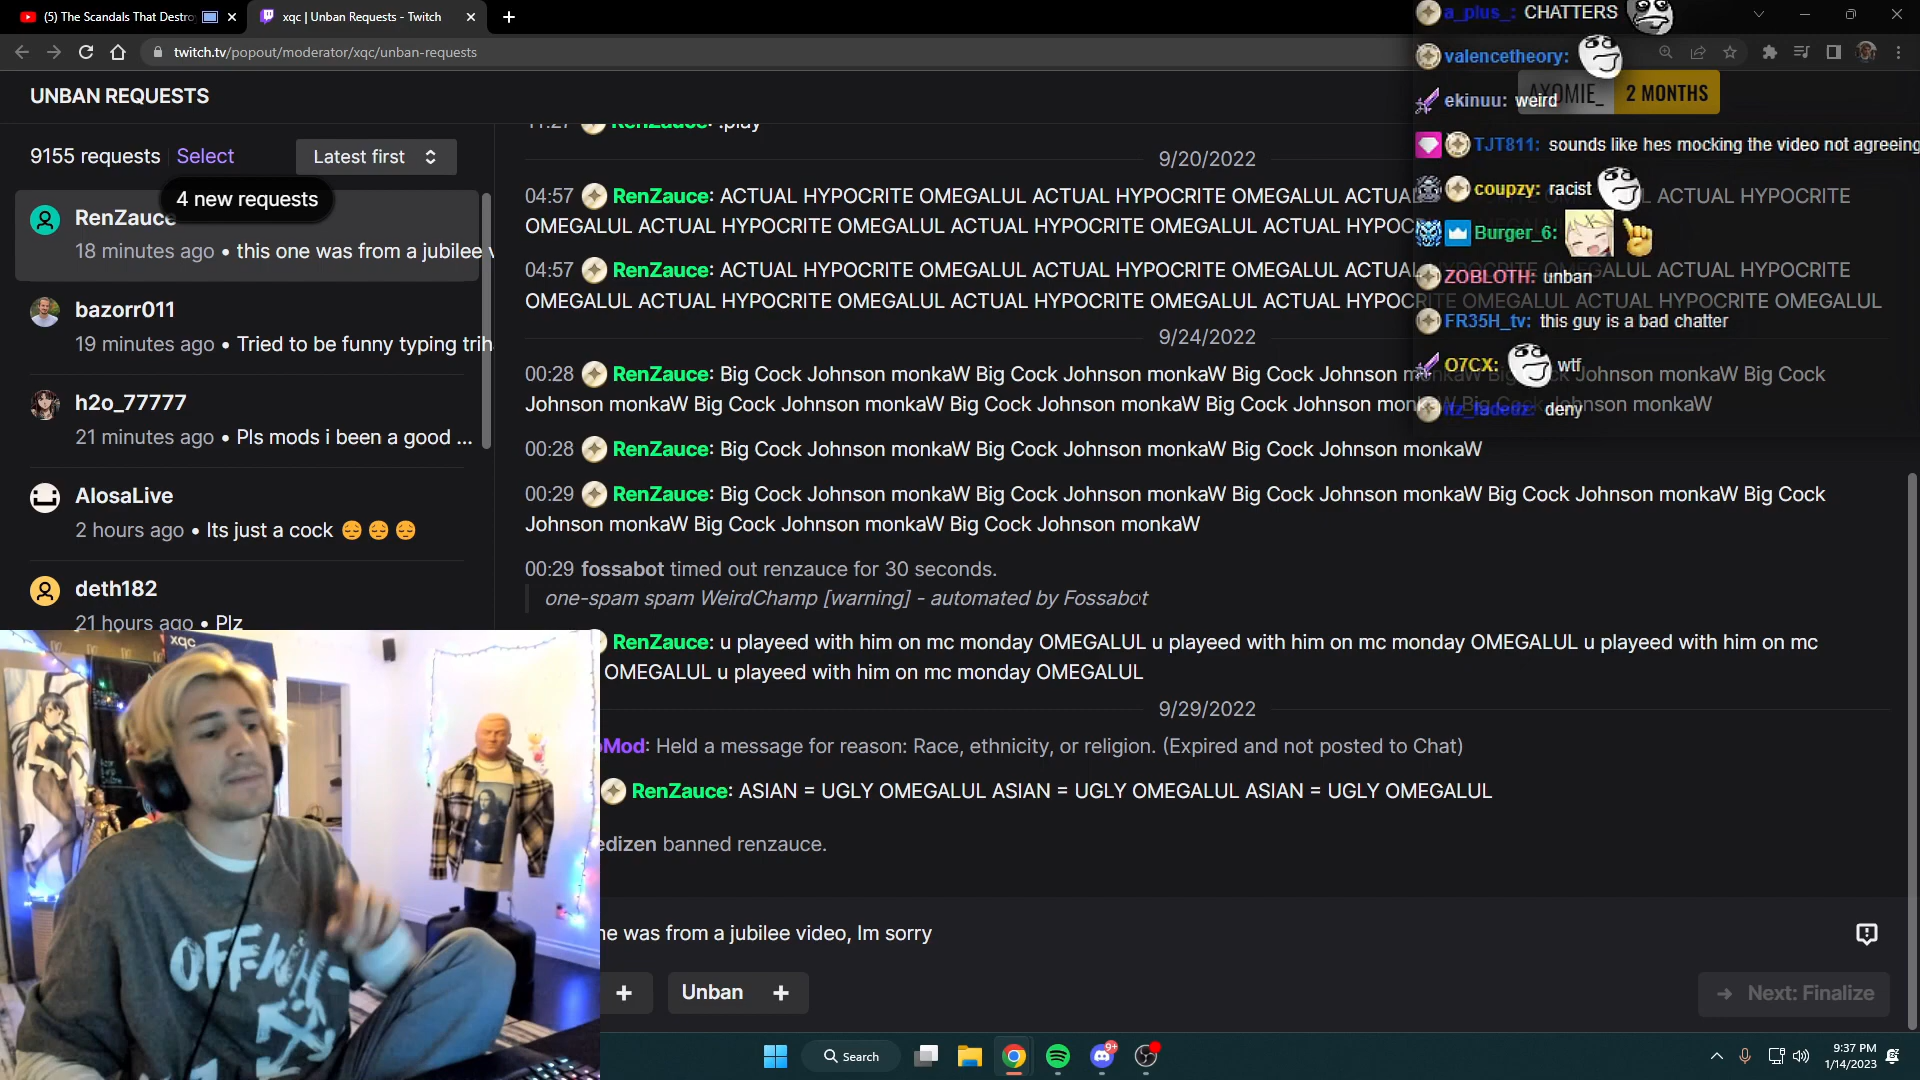 (5) The Scandals That Destro
xqc | Unban Requests - Twitch
twitch.tv/popout/moderator/xqc/unban-requests
UNBAN REQUESTS
9155 requests Select Latest first
4 new requests
RenZauce
18 minutes ago • this one was from a jubilee v
bazorr011
19 minutes ago • Tried to be funny typing trih
h2o_77777
21 minutes ago • Pls mods i been a good ...
AlosaLive
2 hours ago • Its just a cock 😔 😔 😔
deth182
21 hours ago • Plz
11:27 RenZauce: .play
9/20/2022
04:57 RenZauce: ACTUAL HYPOCRITE OMEGALUL ACTUAL HYPOCRITE OMEGALUL ACTUAL HYPOCRITE
OMEGALUL ACTUAL HYPOCRITE OMEGALUL ACTUAL HYPOCRITE OMEGALUL ACTUAL HYPOC
04:57 RenZauce: ACTUAL HYPOCRITE OMEGALUL ACTUAL HYPOCRITE OMEGALUL ACTUAL HYPOCRITE OMEGALUL ACTUAL HYPOCRITE
OMEGALUL ACTUAL HYPOCRITE OMEGALUL ACTUAL HYPOCRITE OMEGALUL ACTUAL HYPOCRITE OMEGALUL ACTUAL HYPOCRITE OMEGALUL
9/24/2022
00:28 RenZauce: Big Cock Johnson monkaW Big Cock Johnson monkaW Big Cock Johnson monkaW Big Cock Johnson monkaW Big Cock
Johnson monkaW Big Cock Johnson monkaW Big Cock Johnson monkaW Big Cock Johnson monkaW
00:28 RenZauce: Big Cock Johnson monkaW Big Cock Johnson monkaW Big Cock Johnson monkaW
00:29 RenZauce: Big Cock Johnson monkaW Big Cock Johnson monkaW Big Cock Johnson monkaW Big Cock Johnson monkaW Big Cock
Johnson monkaW Big Cock Johnson monkaW Big Cock Johnson monkaW
00:29 fossabot timed out renzauce for 30 seconds.
one-spam spam WeirdChamp [warning] - automated by Fossabot
RenZauce: u playeed with him on mc monday OMEGALUL u playeed with him on mc monday OMEGALUL u playeed with him on mc
OMEGALUL u playeed with him on mc monday OMEGALUL
9/29/2022
oMod: Held a message for reason: Race, ethnicity, or religion. (Expired and not posted to Chat)
RenZauce: ASIAN = UGLY OMEGALUL ASIAN = UGLY OMEGALUL ASIAN = UGLY OMEGALUL
edizen banned renzauce.
ne was from a jubilee video, Im sorry
+ Unban +
Next: Finalize
a_plus_: CHATTERS
valencetheory:
AXOMIE_ 2 MONTHS
ekinuu: weird
TJT811: sounds like hes mocking the video not agreeing
coupzy: racist
Burger_6:
ZOBLOTH: unban
FR35H_tv: this guy is a bad chatter
O7CX: wtf
deny
xqc
OFF
Search
9+
9:37 PM
1/14/2023